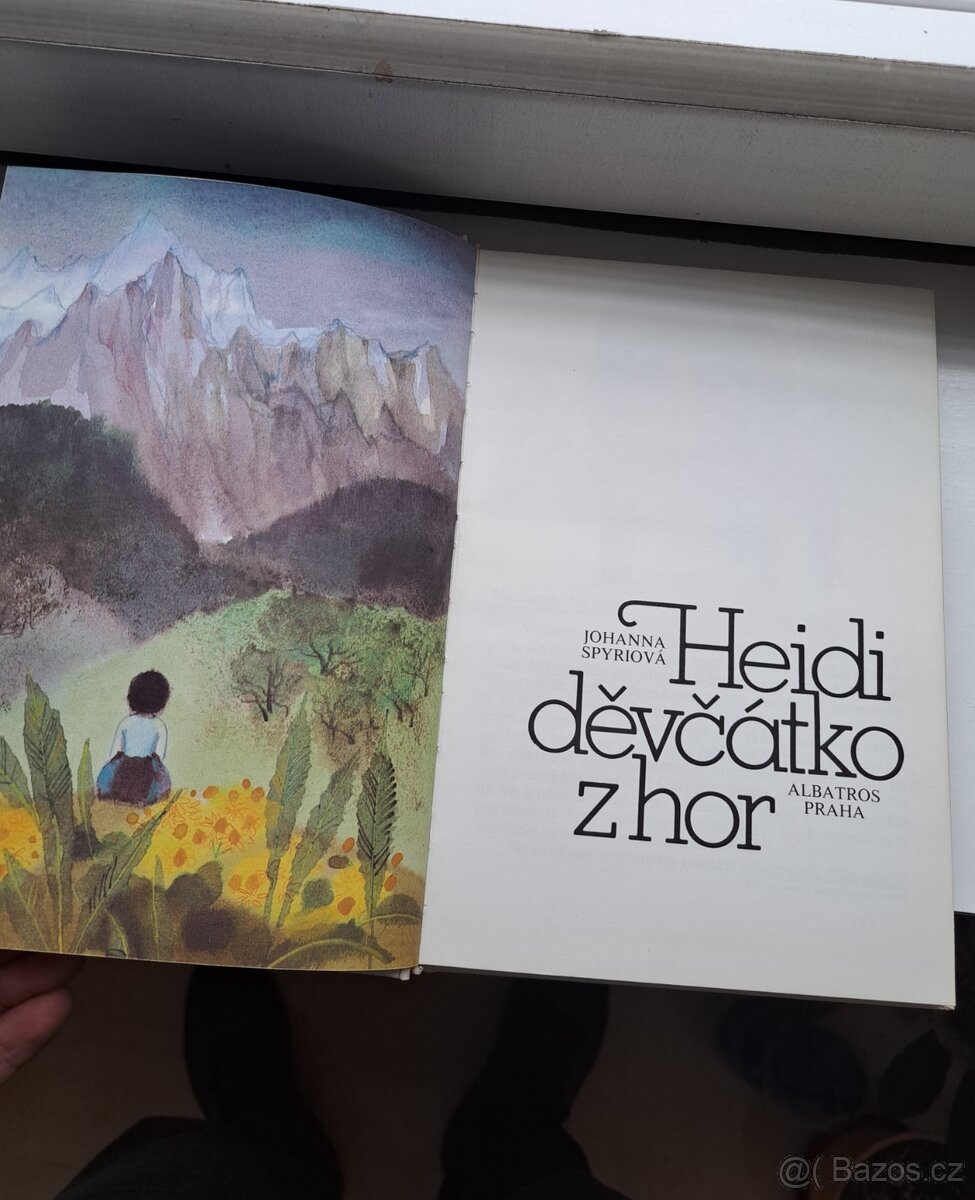 JOHANNA
SPYRIOVÁ
Heidi
děvčátko
z hor
ALBATROS
PRAHA
@( Bazos.cz